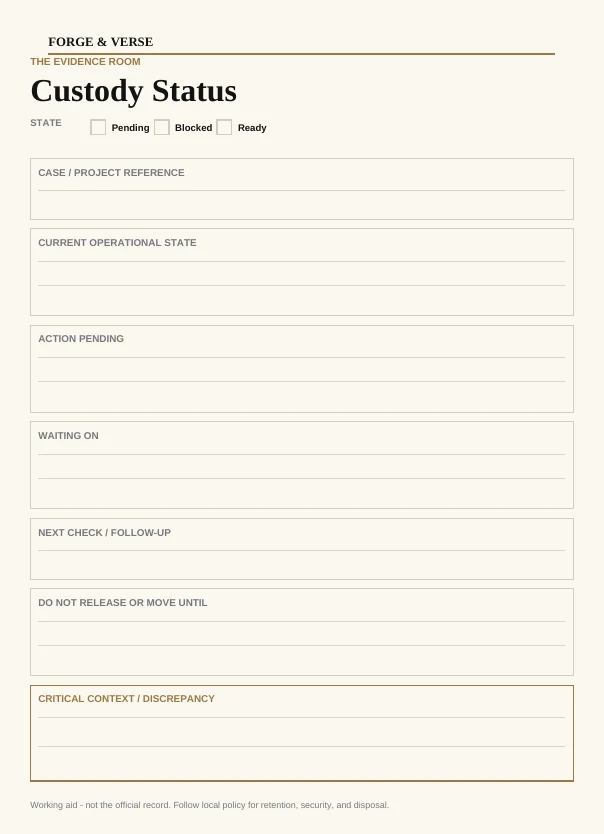 FORGE & VERSE
THE EVIDENCE ROOM
Custody Status
STATE Pending Blocked Ready
CASE / PROJECT REFERENCE
CURRENT OPERATIONAL STATE
ACTION PENDING
WAITING ON
NEXT CHECK / FOLLOW-UP
DO NOT RELEASE OR MOVE UNTIL
CRITICAL CONTEXT / DISCREPANCY
Working aid - not the official record. Follow local policy for retention, security, and disposal.